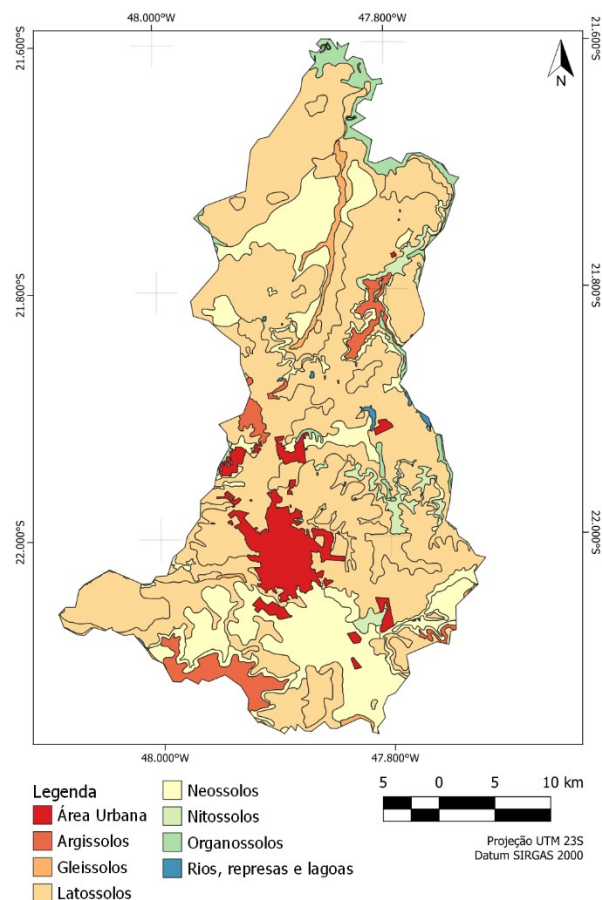 48.000°W 47.800°W
21.600°S 21.600°S
N
21.800°S 21.800°S
22.000°S 22.000°S
48.000°W 47.800°W
Legenda
Área Urbana
Argissolos
Gleissolos
Latossolos
Neossolos
Nitossolos
Organossolos
Rios, represas e lagoas
5 0 5 10 km
Projeção UTM 23S
Datum SIRGAS 2000